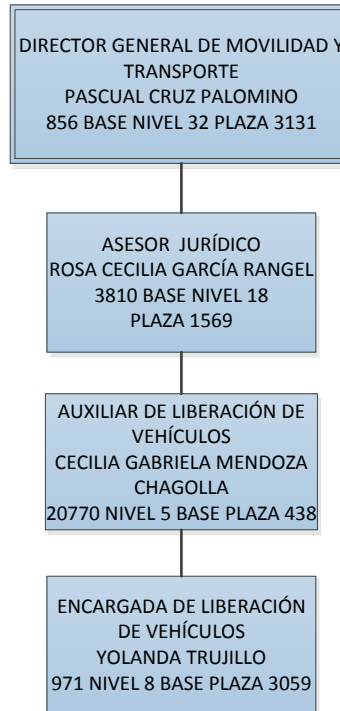 DIRECTOR GENERAL DE MOVILIDAD Y
TRANSPORTE
PASCUAL CRUZ PALOMINO
856 BASE NIVEL 32 PLAZA 3131
ASESOR JURÍDICO
ROSA CECILIA GARCÍA RANGEL
3810 BASE NIVEL 18
PLAZA 1569
AUXILIAR DE LIBERACIÓN DE
VEHÍCULOS
CECILIA GABRIELA MENDOZA
CHAGOLLA
20770 NIVEL 5 BASE PLAZA 438
ENCARGADA DE LIBERACIÓN
DE VEHÍCULOS
YOLANDA TRUJILLO
971 NIVEL 8 BASE PLAZA 3059